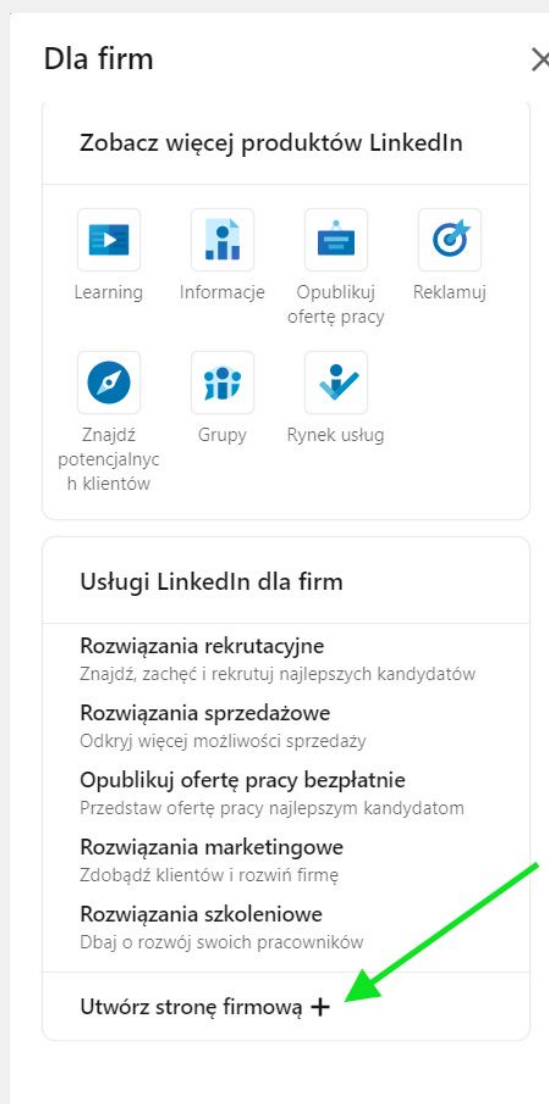 Dla firm
Zobacz więcej produktów LinkedIn
Learning
Informacje
Opublikuj
ofertę pracy
Reklamuj
Znajdź
potencjalnyc
h klientów
Grupy
Rynek usług
Usługi LinkedIn dla firm
Rozwiązania rekrutacyjne
Znajdź, zachęć i rekrutuj najlepszych kandydatów
Rozwiązania sprzedażowe
Odkryj więcej możliwości sprzedaży
Opublikuj ofertę pracy bezpłatnie
Przedstaw ofertę pracy najlepszym kandydatom
Rozwiązania marketingowe
Zdobądź klientów i rozwiń firmę
Rozwiązania szkoleniowe
Dbaj o rozwój swoich pracowników
Utwórz stronę firmową +